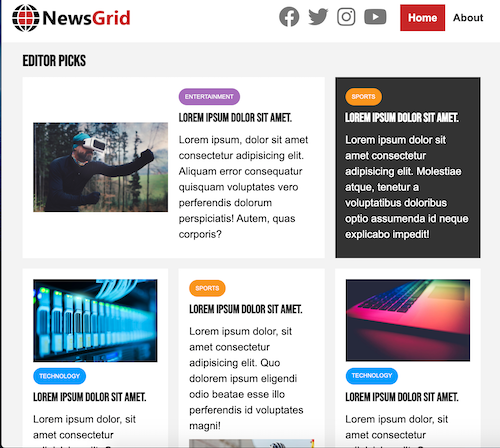 NewsGrid
Home
About
EDITOR PICKS
ENTERTAINMENT
LOREM IPSUM DOLOR SIT AMET.
Lorem ipsum, dolor sit amet
consectetur adipisicing elit.
Aliquam error consequatur
quisquam voluptates vero
perferendis dolorum
perspiciatis! Autem, quas
corporis?
SPORTS
LOREM IPSUM DOLOR SIT AMET.
Lorem ipsum dolor sit
amet consectetur
adipisicing elit. Molestiae
atque, tenetur a
voluptatibus doloribus
optio assumenda id neque
explicabo impedit!
TECHNOLOGY
LOREM IPSUM DOLOR SIT AMET.
Lorem ipsum dolor sit
amet consectetur
SPORTS
LOREM IPSUM DOLOR SIT AMET.
Lorem ipsum dolor, sit
amet consectetur
adipisicing elit. Quo
dolorem ipsum eligendi
odio beatae esse illo
perferendis id voluptates
magni!
TECHNOLOGY
LOREM IPSUM DOLOR SIT AMET.
Lorem ipsum dolor sit
amet consectetur